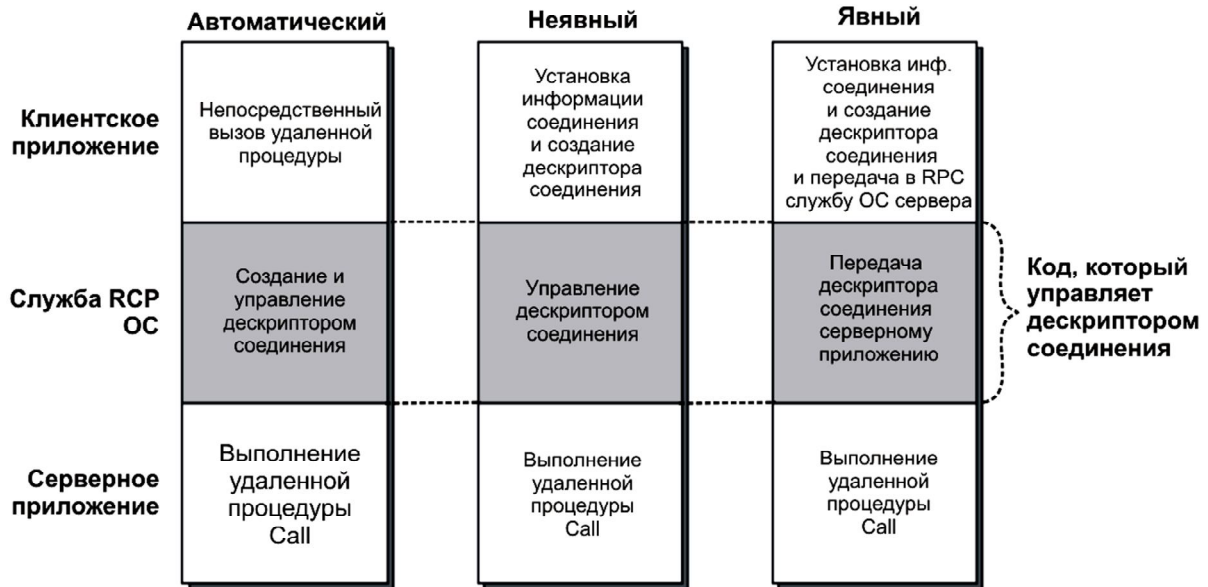 Автоматический
Неявный
Явный
Клиентское
приложение
Непосредственный
вызов удаленной
процедуры
Установка
информации
соединения
и создание
дескриптора
соединения
Установка инф.
соединения
и создание
дескриптора
соединения
и передача в RPC
службу ОС сервера
Служба RCP
ОС
Создание и
управление
дескриптором
соединения
Управление
дескриптором
соединения
Передача
дескриптора
соединения
серверному
приложению
Код, который
управляет
дескриптором
соединения
Серверное
приложение
Выполнение
удаленной
процедуры
Call
Выполнение
удаленной
процедуры
Call
Выполнение
удаленной
процедуры
Call